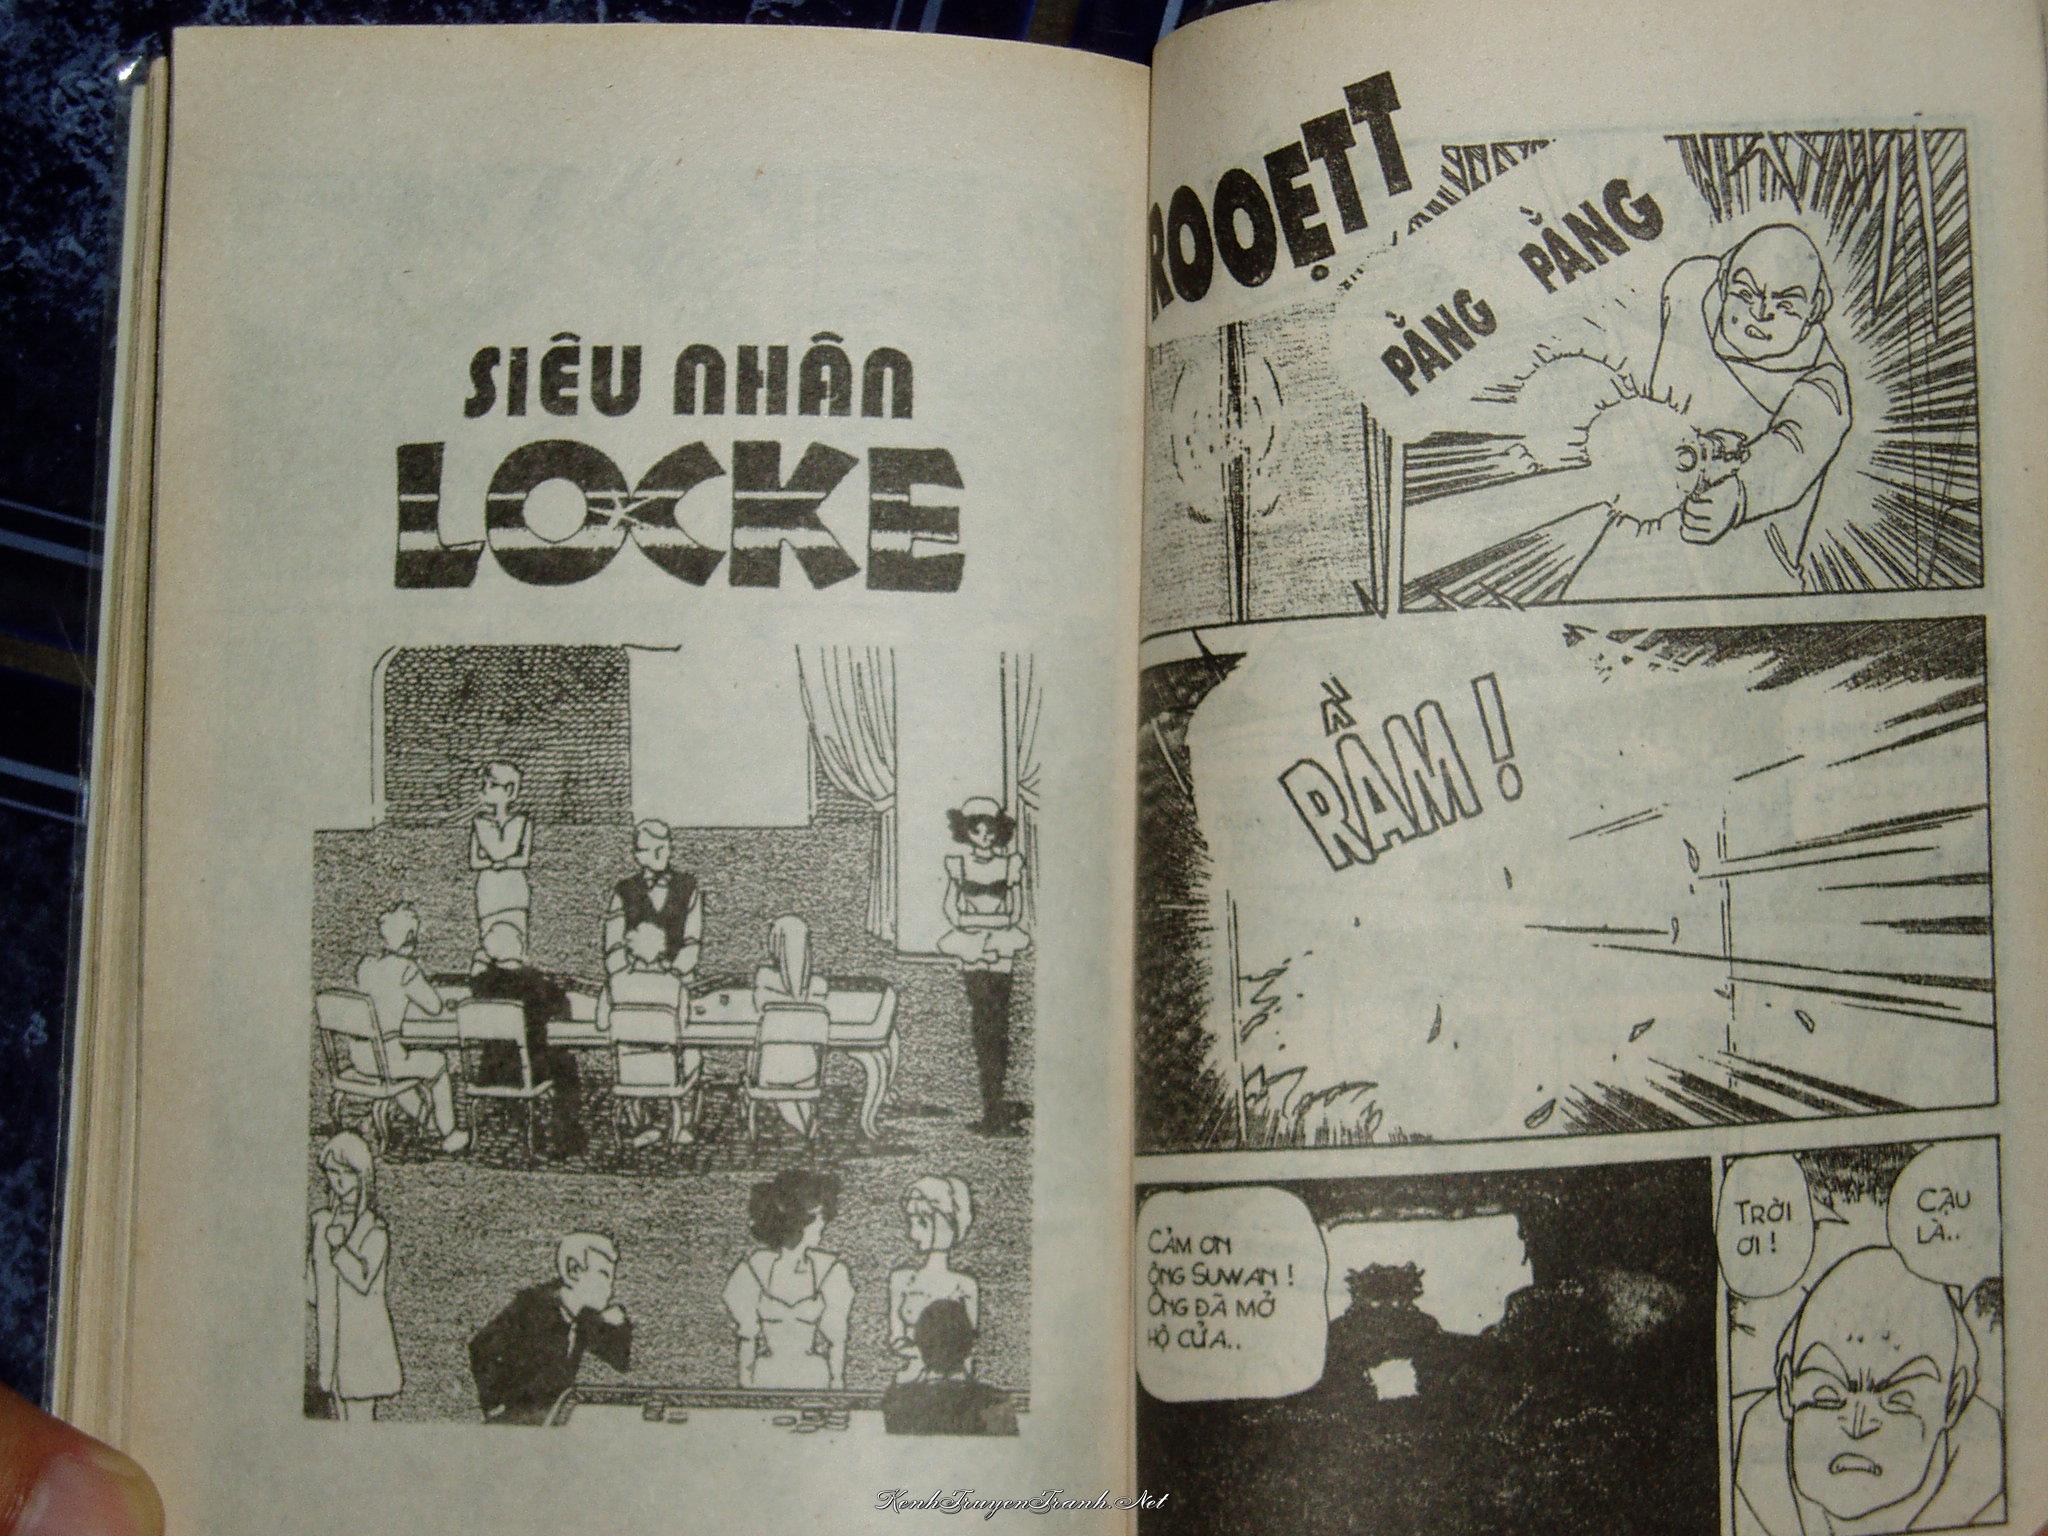 SIÊU NHÂN
LOCKE
ROOẸTT
PẰNG
PẰNG
RẦM!
CẢM ƠN
ÔNG SUWAN!
ÔNG ĐÃ MỞ
HỘ CỬA..
TRỜI
ƠI!
CẬU
LÀ..
KenhTruyenTranh.Net